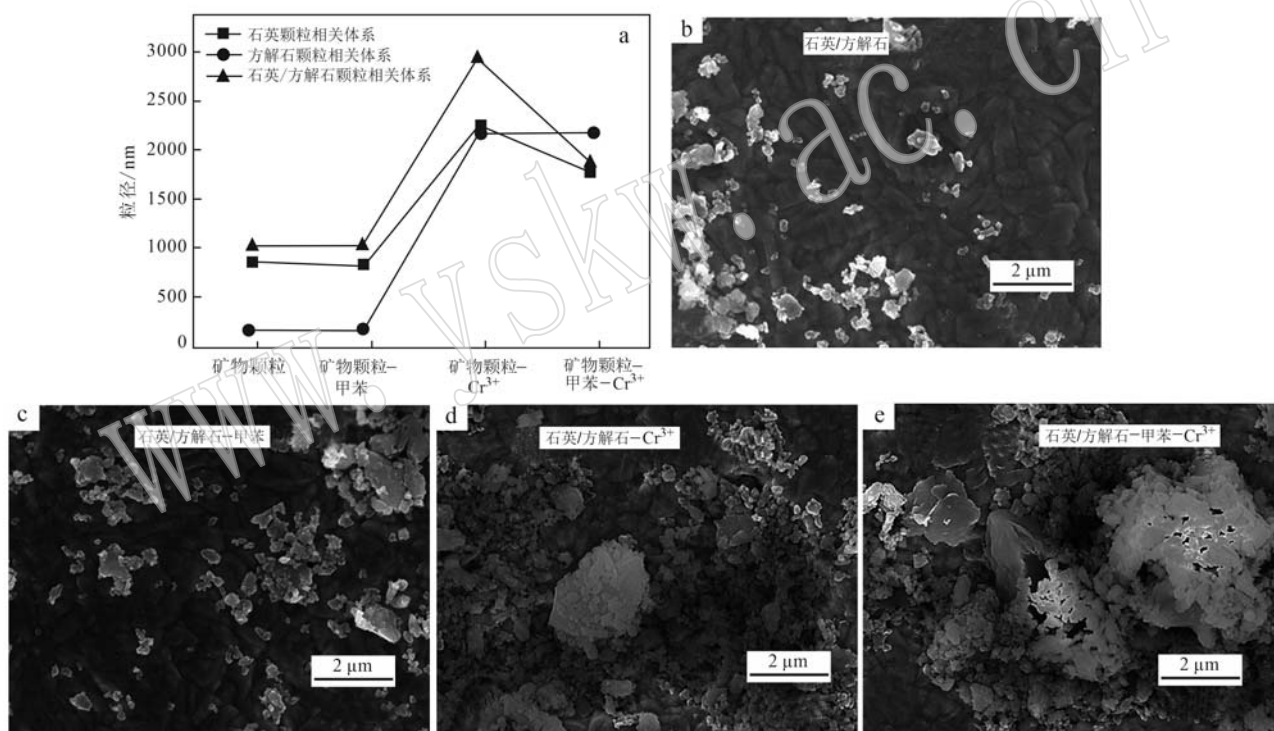 a
石英颗粒相关体系
方解石颗粒相关体系
石英/方解石颗粒相关体系
粒径/nm
3000
2500
2000
1500
1000
500
0
矿物颗粒
矿物颗粒–
甲苯
矿物颗粒–
Cr³⁺
矿物颗粒–
甲苯–Cr³⁺
b
石英/方解石
2 μm
c
石英/方解石–甲苯
2 μm
d
石英/方解石–Cr³⁺
2 μm
e
石英/方解石–甲苯–Cr³⁺
2 μm
www.yskw.ac.cn